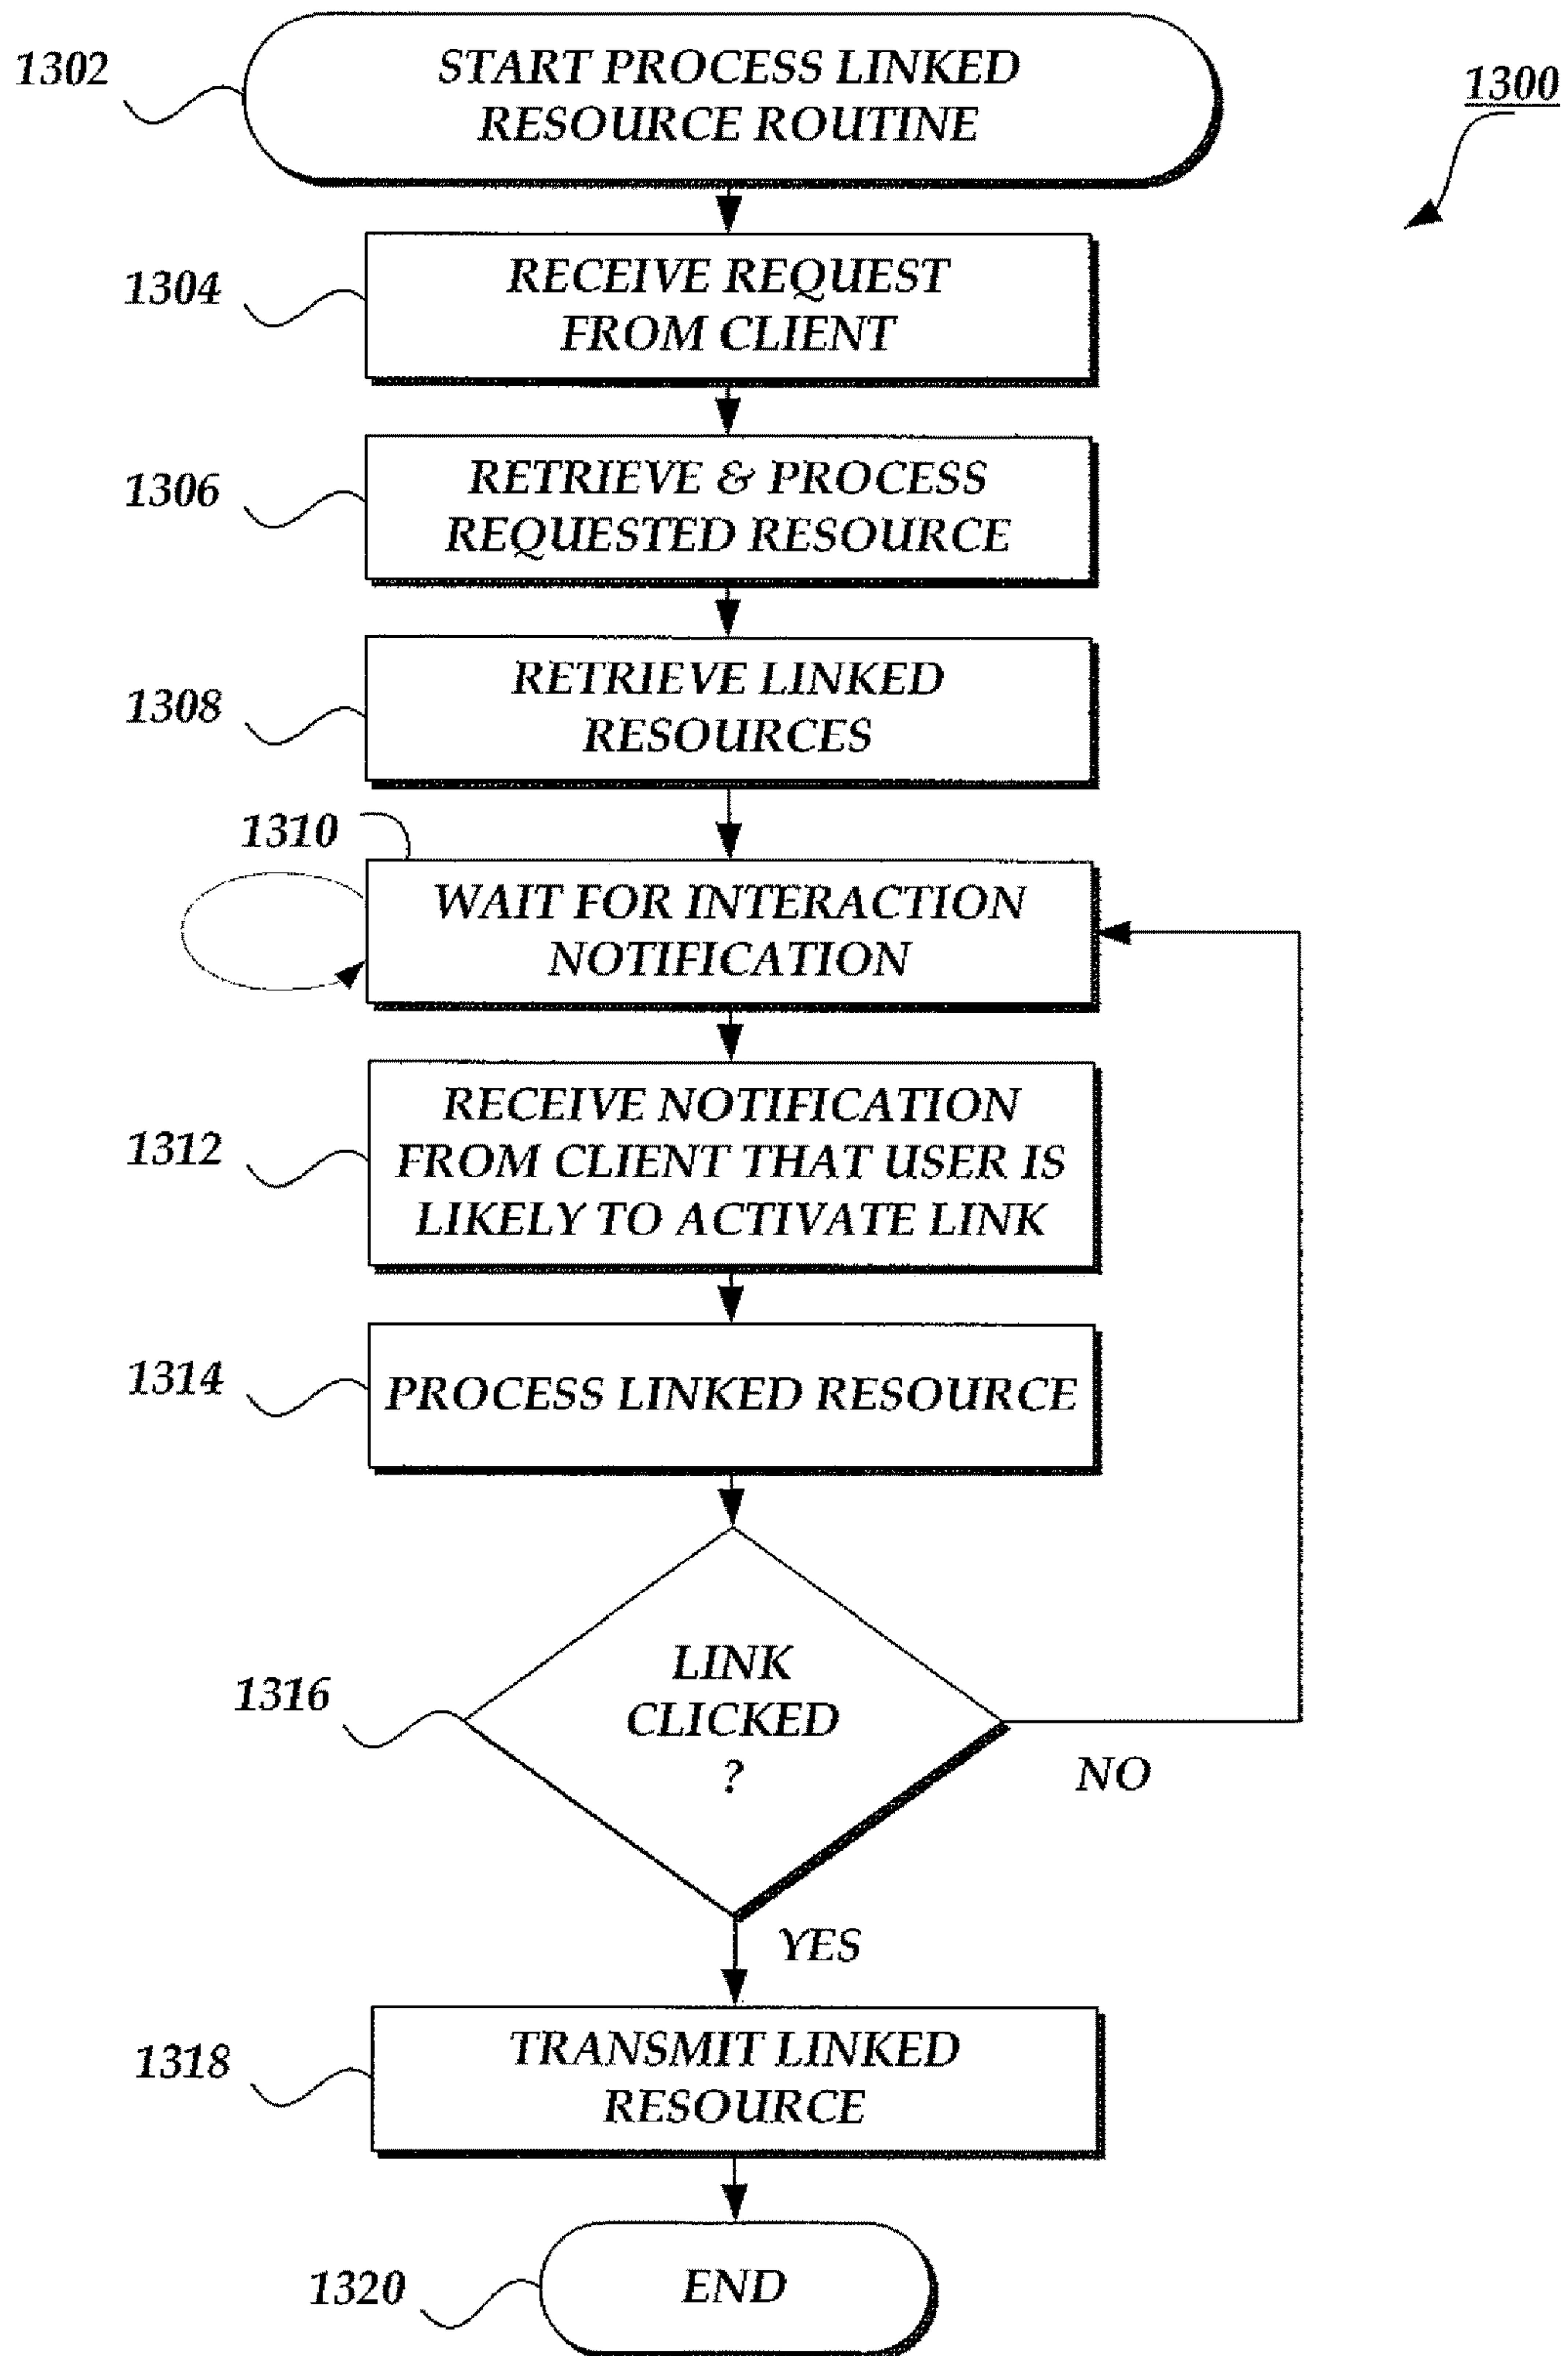 1302
START PROCESS LINKED
RESOURCE ROUTINE
1300
1304
RECEIVE REQUEST
FROM CLIENT
1306
RETRIEVE & PROCESS
REQUESTED RESOURCE
1308
RETRIEVE LINKED
RESOURCES
1310
WAIT FOR INTERACTION
NOTIFICATION
1312
RECEIVE NOTIFICATION
FROM CLIENT THAT USER IS
LIKELY TO ACTIVATE LINK
1314
PROCESS LINKED RESOURCE
1316
LINK
CLICKED
?
NO
YES
1318
TRANSMIT LINKED
RESOURCE
1320
END